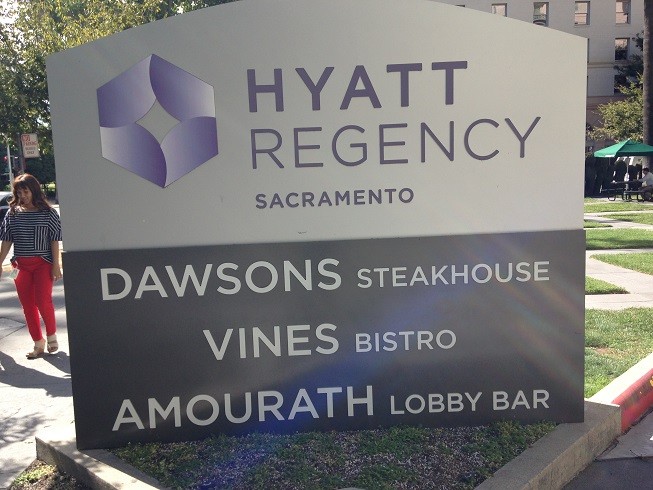 HYATT
REGENCY
SACRAMENTO
DAWSONS STEAKHOUSE
VINES BISTRO
AMOURATH LOBBY BAR